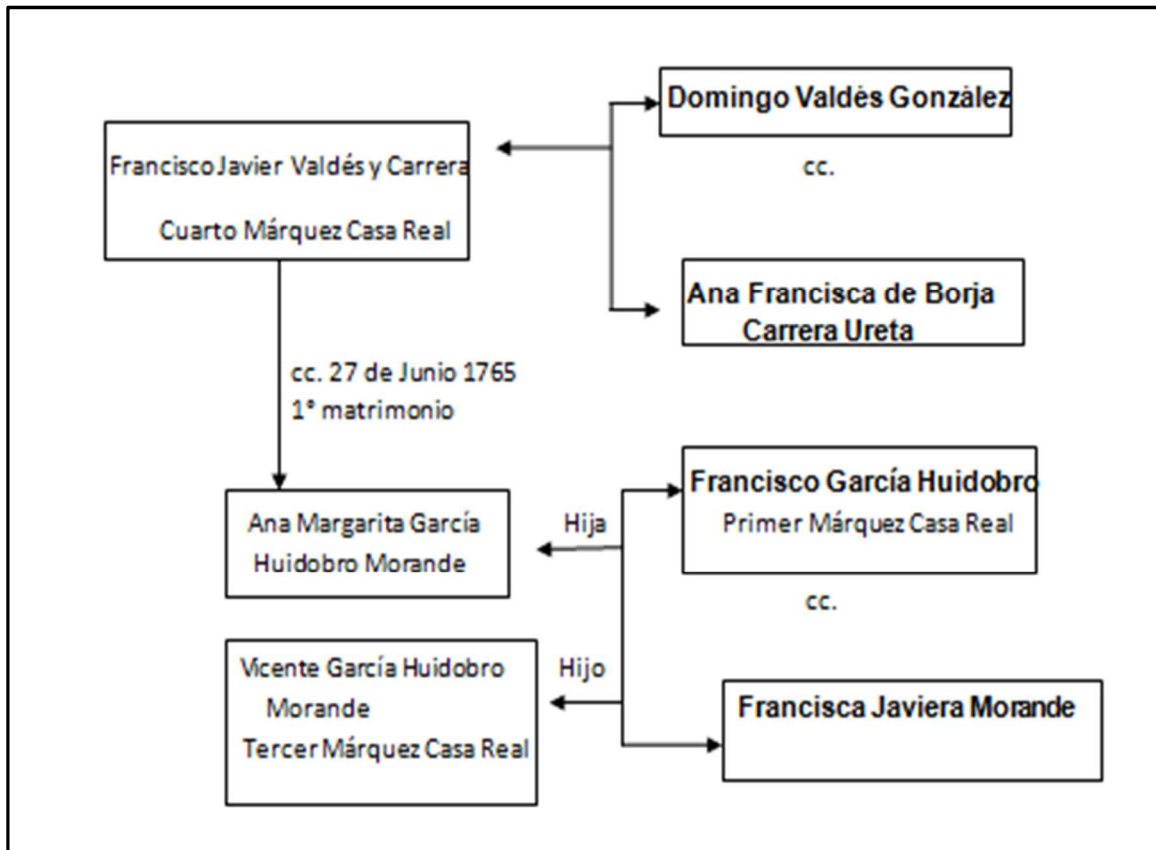 Domingo Valdés González
cc.
Francisco Javier Valdés y Carrera
Cuarto Márquez Casa Real
Ana Francisca de Borja
Carrera Ureta
cc. 27 de Junio 1765
1° matrimonio
Francisco García Huidobro
Primer Márquez Casa Real
cc.
Ana Margarita García
Huidobro Morande
Hija
Vicente García Huidobro
Morande
Tercer Márquez Casa Real
Hijo
Francisca Javiera Morande